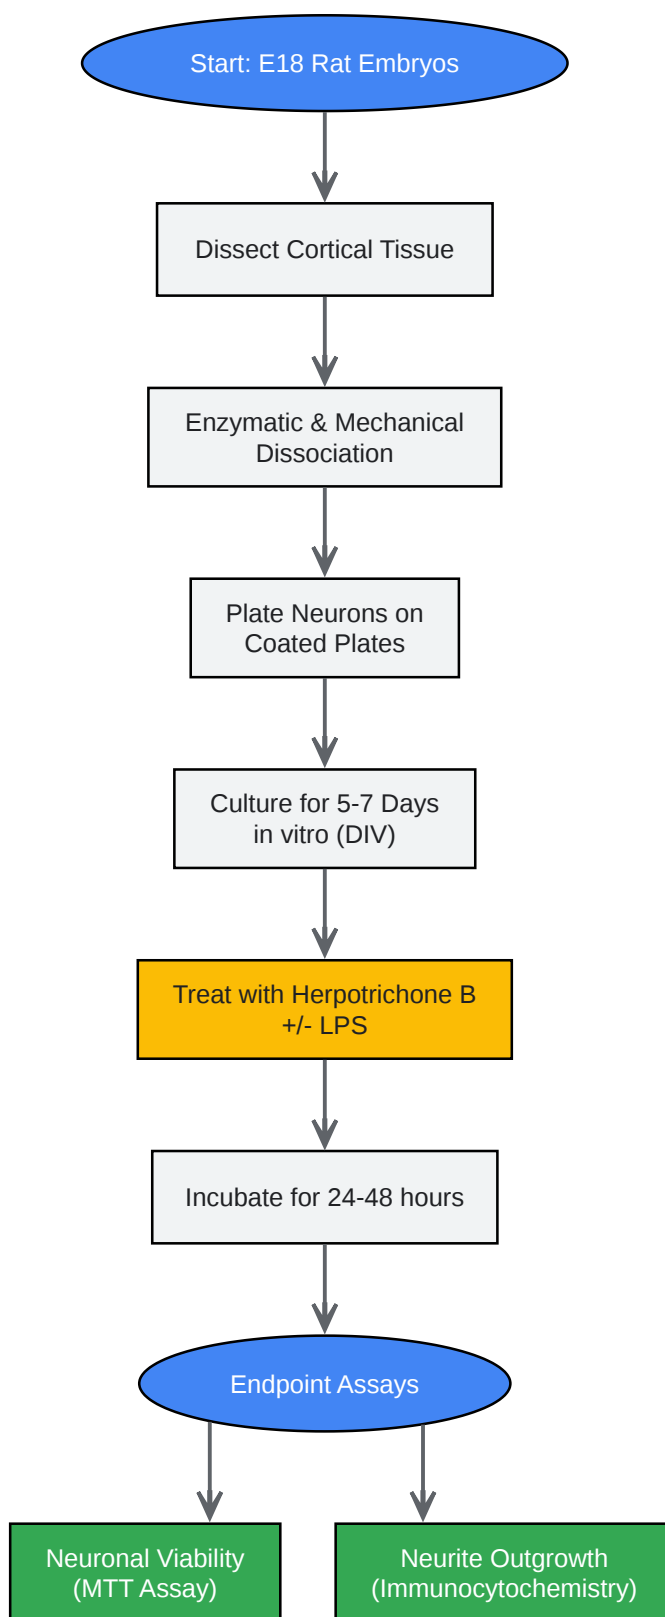 Start: E18 Rat Embryos
Dissect Cortical Tissue
Enzymatic & Mechanical
Dissociation
Plate Neurons on
Coated Plates
Culture for 5-7 Days
in vitro (DIV)
Treat with Herpotrichone B
+/- LPS
Incubate for 24-48 hours
Endpoint Assays
Neuronal Viability
(MTT Assay)
Neurite Outgrowth
(Immunocytochemistry)